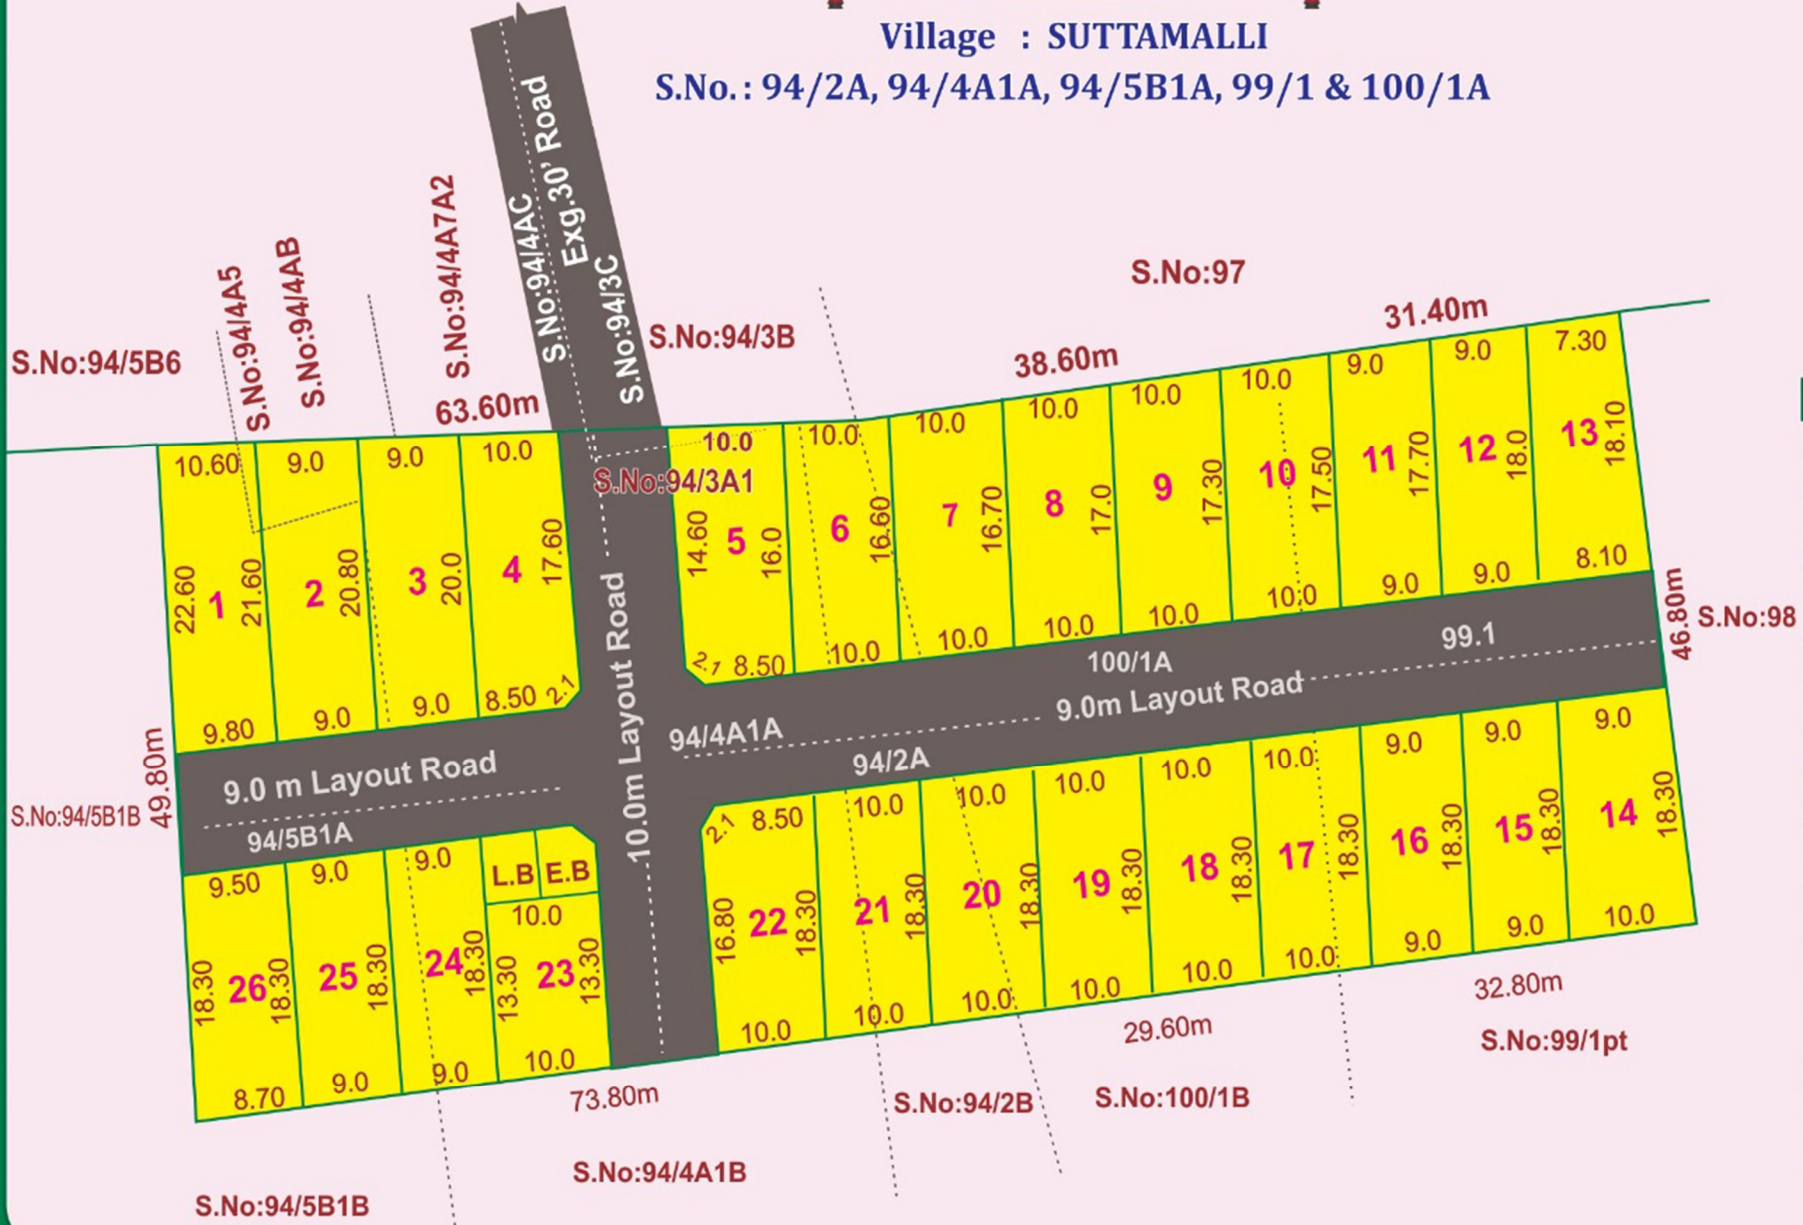 Village : SUTTAMALLI
S.No. : 94/2A, 94/4A1A, 94/5B1A, 99/1 & 100/1A
Exg.30' Road
S.No:94/4AC
S.No:94/3C
S.No:94/5B6
S.No:94/4A5
S.No:94/4AB
S.No:94/4A7A2
63.60m
S.No:94/3B
S.No:97
38.60m
31.40m
10.60 9.0 9.0 10.0
10.0 10.0 10.0 10.0 10.0 10.0 9.0 9.0 7.30
S.No:94/3A1
22.60 1 21.60 2 20.80 3 20.0 4 17.60
14.60 5 16.0 6 16.60 7 16.70 8 17.0 9 17.30 10 17.50 11 17.70 12 18.0 13 18.10
9.80 9.0 9.0 8.50 2.1
2.1 8.50 10.0 10.0 10.0 10.0 10.0 9.0 9.0 8.10
46.80m
S.No:98
49.80m
S.No:94/5B1B
9.0 m Layout Road
94/5B1A
10.0m Layout Road
94/4A1A
94/2A
100/1A
99.1
9.0m Layout Road
9.50 9.0 9.0 L.B E.B
10.0
2.1 8.50 10.0 10.0 10.0 10.0 10.0 9.0 9.0 9.0
18.30 26 18.30 25 18.30 24 18.30 13.30 23 13.30
16.80 22 18.30 21 18.30 20 18.30 19 18.30 18 18.30 17 18.30 16 18.30 15 18.30 14 18.30
8.70 9.0 9.0 10.0
10.0 10.0 10.0 10.0 10.0 10.0 9.0 9.0 10.0
73.80m
29.60m
32.80m
S.No:99/1pt
S.No:94/2B
S.No:100/1B
S.No:94/4A1B
S.No:94/5B1B